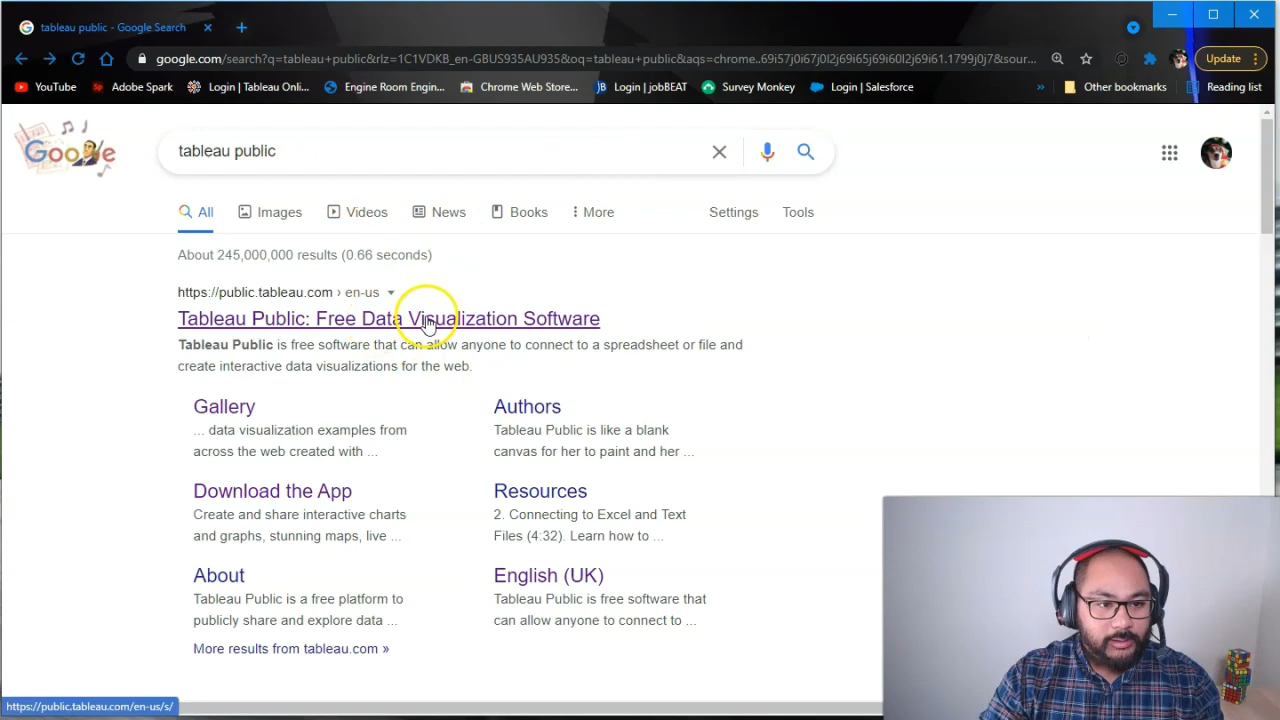 tableau public - Google Search
google.com/search?q=tableau+public&rlz=1C1VDKB_en-GBUS935AU935&oq=tableau+public&aqs=chrome..69i57j0i67j0l2j69i65j69i60l2j69i61.1799j0j7&sour...
Update
YouTube
Adobe Spark
Login | Tableau Onli...
Engine Room Engin...
Chrome Web Store...
Login | jobBEAT
Survey Monkey
Login | Salesforce
»
Other bookmarks
Reading list
Google
tableau public
All
Images
Videos
News
Books
More
Settings
Tools
About 245,000,000 results (0.66 seconds)
https://public.tableau.com › en-us
Tableau Public: Free Data Visualization Software
Tableau Public is free software that can allow anyone to connect to a spreadsheet or file and
create interactive data visualizations for the web.
Gallery
... data visualization examples from
across the web created with ...
Authors
Tableau Public is like a blank
canvas for her to paint and her ...
Download the App
Create and share interactive charts
and graphs, stunning maps, live ...
Resources
2. Connecting to Excel and Text
Files (4:32). Learn how to ...
About
Tableau Public is a free platform to
publicly share and explore data ...
English (UK)
Tableau Public is free software that
can allow anyone to connect to ...
More results from tableau.com »
https://public.tableau.com/en-us/s/